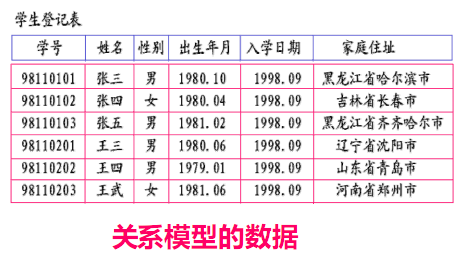 学生登记表
学号 姓名 性别 出生年月 入学日期 家庭住址
98110101 张三 男 1980.10 1998.09 黑龙江省哈尔滨市
98110102 张四 女 1980.04 1998.09 吉林省长春市
98110103 张五 男 1981.02 1998.09 黑龙江省齐齐哈尔市
98110201 王三 男 1980.06 1998.09 辽宁省沈阳市
98110202 王四 男 1979.01 1998.09 山东省青岛市
98110203 王武 女 1981.06 1998.09 河南省郑州市
关系模型的数据